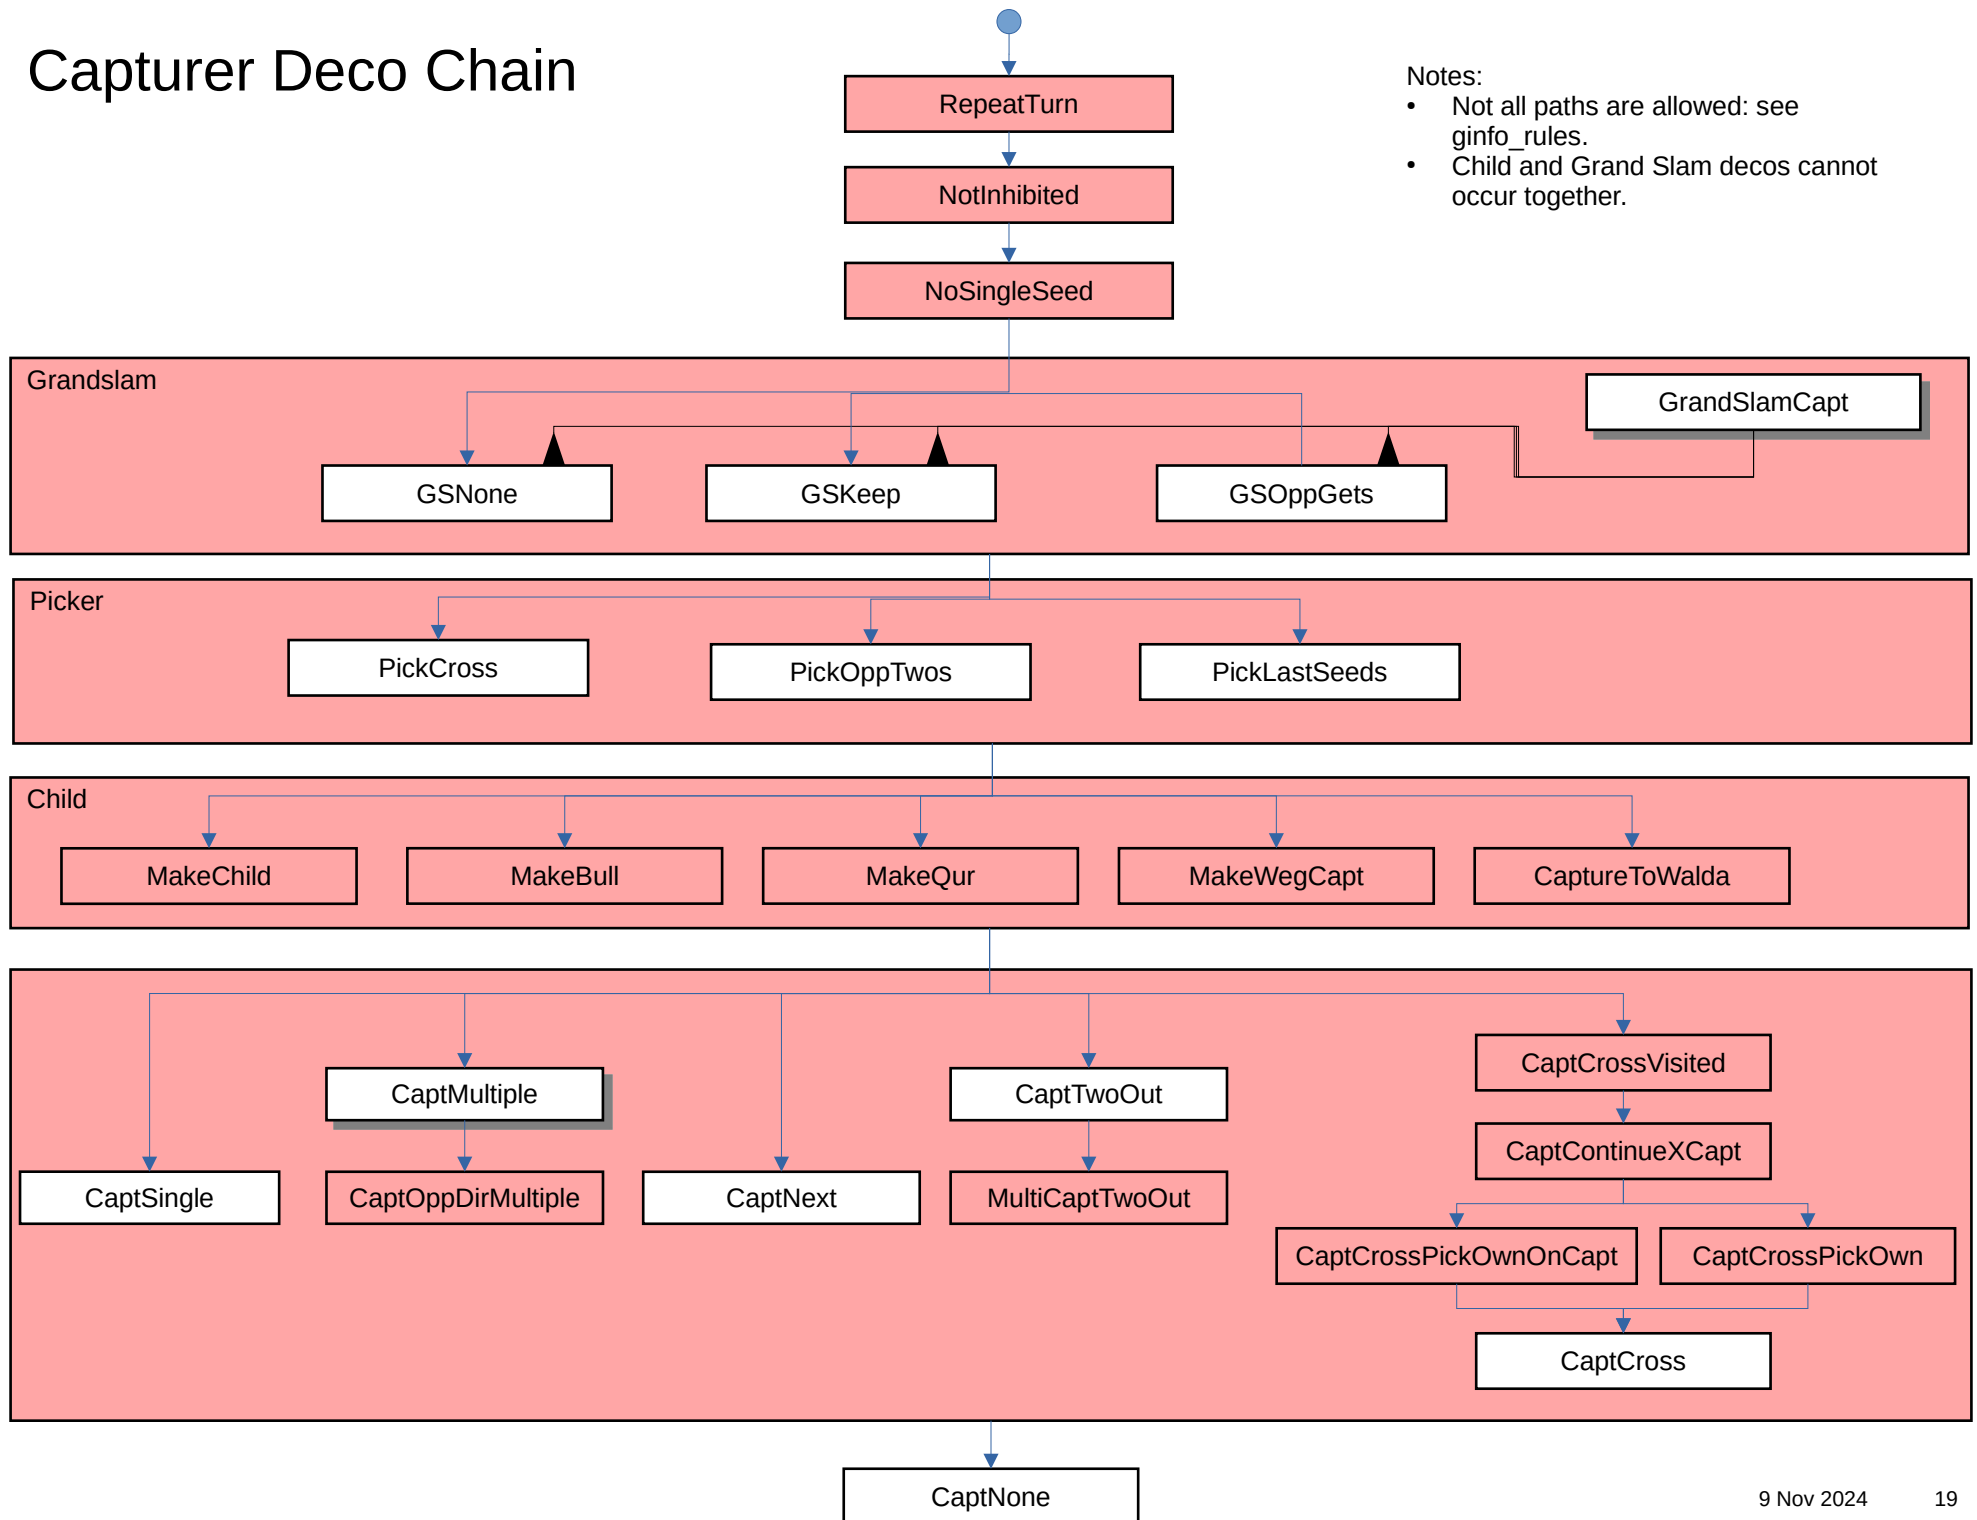 Capturer Deco Chain
Notes:
• Not all paths are allowed: see
ginfo_rules.
• Child and Grand Slam decos cannot
occur together.
RepeatTurn
NotInhibited
NoSingleSeed
Grandslam
GrandSlamCapt
GSNone
GSKeep
GSOppGets
Picker
PickCross
PickOppTwos
PickLastSeeds
Child
MakeChild
MakeBull
MakeQur
MakeWegCapt
CaptureToWalda
CaptMultiple
CaptTwoOut
CaptCrossVisited
CaptContinueXCapt
CaptSingle
CaptOppDirMultiple
CaptNext
MultiCaptTwoOut
CaptCrossPickOwnOnCapt
CaptCrossPickOwn
CaptCross
CaptNone
9 Nov 2024
19